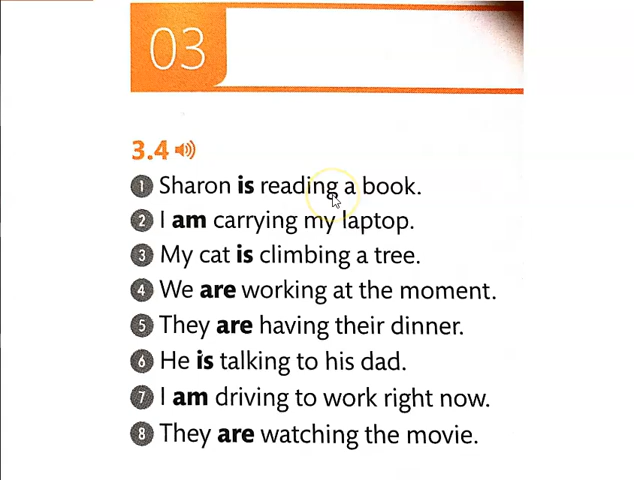 03
3.4
1 Sharon is reading a book.
2 I am carrying my laptop.
3 My cat is climbing a tree.
4 We are working at the moment.
5 They are having their dinner.
6 He is talking to his dad.
7 I am driving to work right now.
8 They are watching the movie.